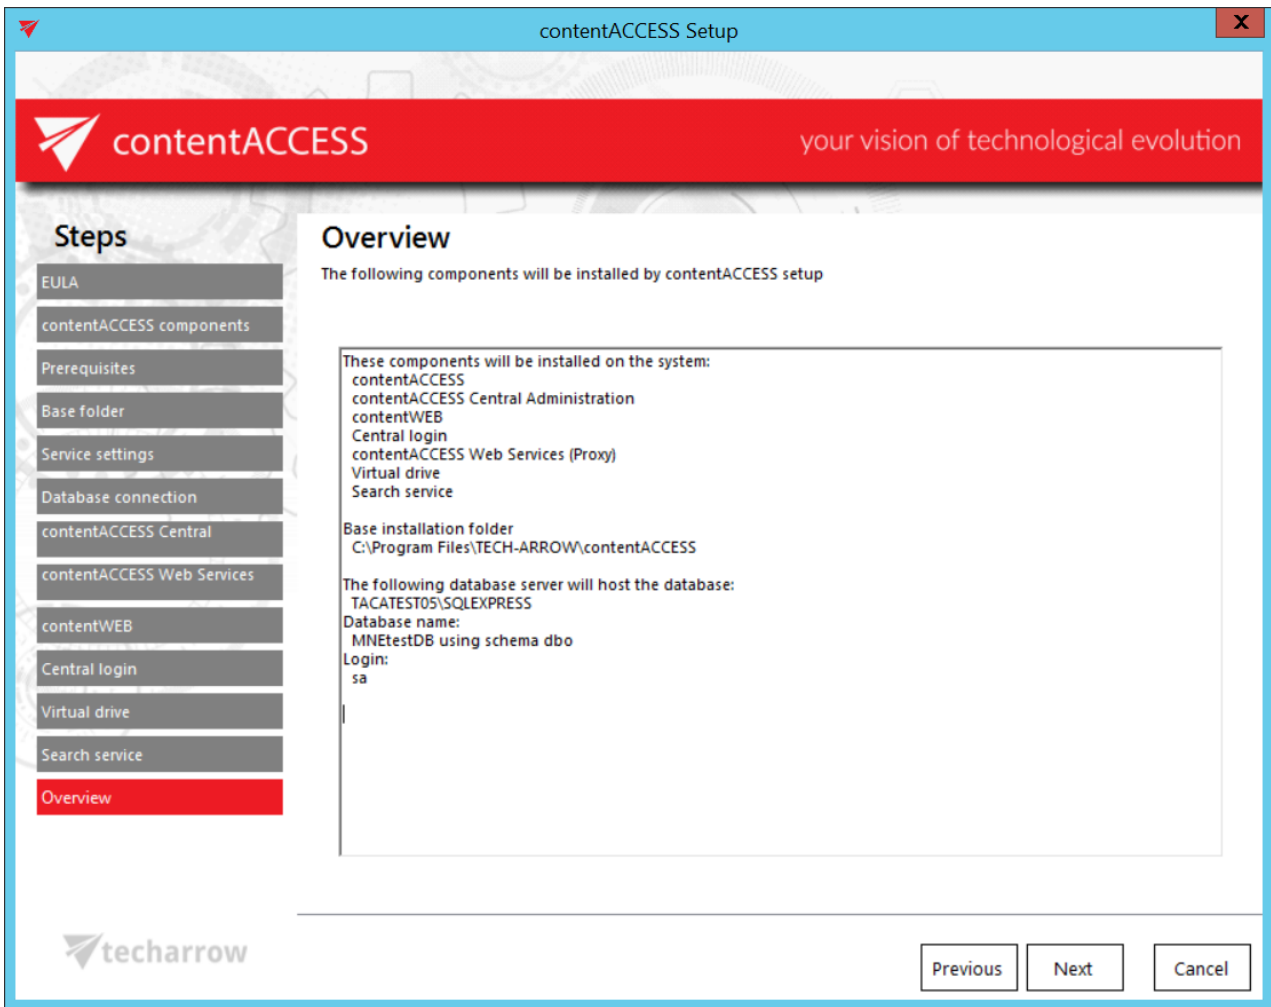 contentACCESS Setup
X
contentACCESS
your vision of technological evolution
Steps
EULA
contentACCESS components
Prerequisites
Base folder
Service settings
Database connection
contentACCESS Central
contentACCESS Web Services
contentWEB
Central login
Virtual drive
Search service
Overview
Overview
The following components will be installed by contentACCESS setup
These components will be installed on the system:
contentACCESS
contentACCESS Central Administration
contentWEB
Central login
contentACCESS Web Services (Proxy)
Virtual drive
Search service
Base installation folder
C:\Program Files\TECH-ARROW\contentACCESS
The following database server will host the database:
TACATEST05\SQLEXPRESS
Database name:
MNEtestDB using schema dbo
Login:
sa
techarrow
Previous
Next
Cancel